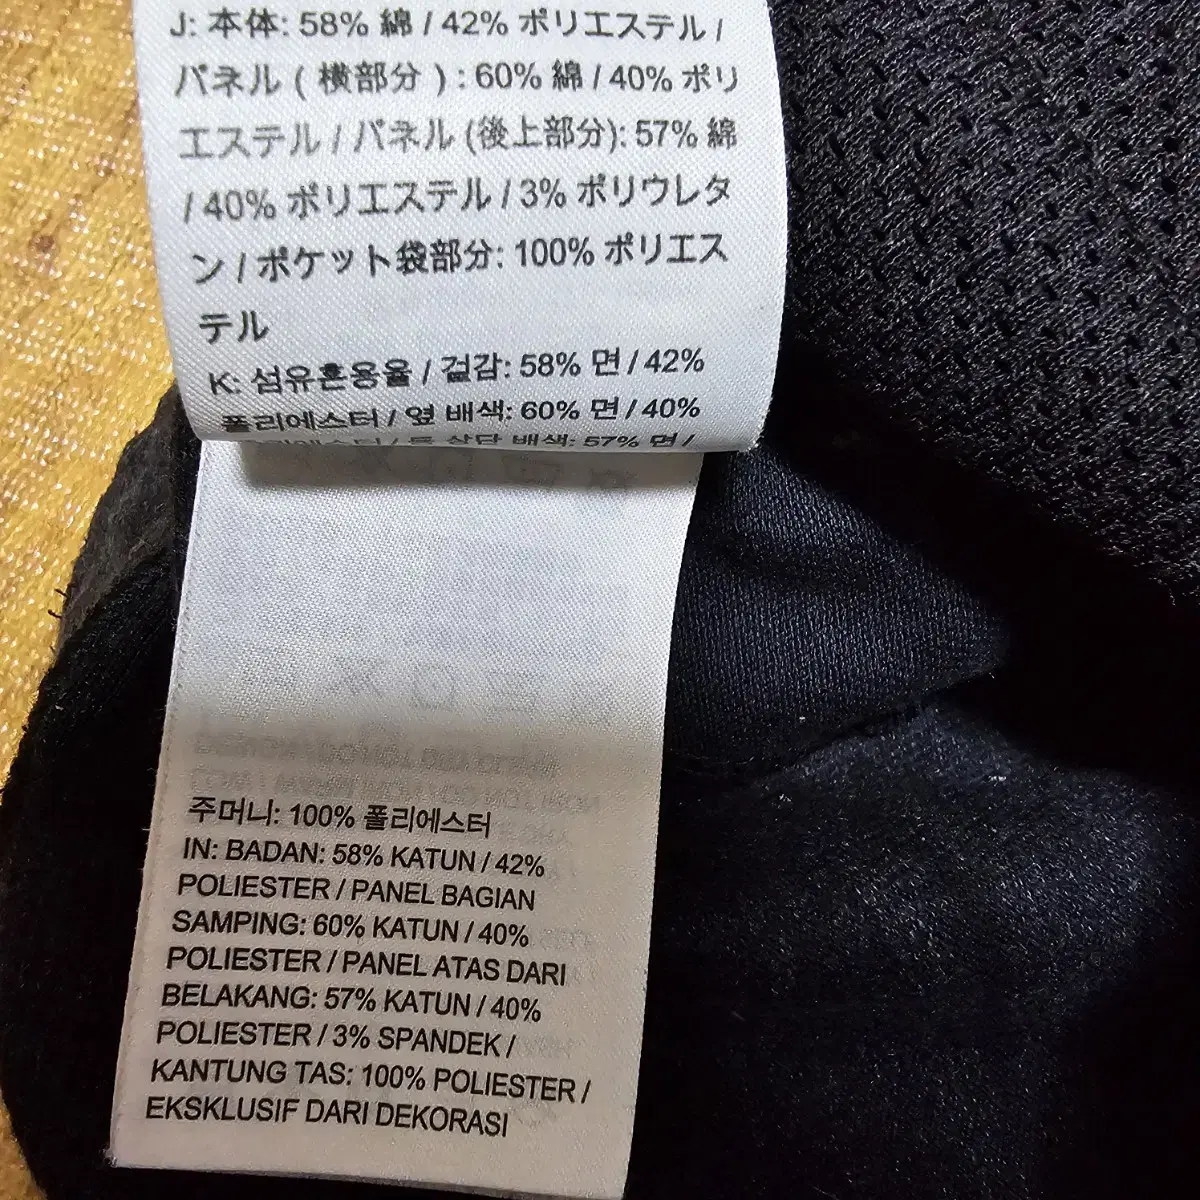 J: 本体: 58% 綿 / 42% ポリエステル /
パネル ( 横部分 ) : 60% 綿 / 40% ポリ
エステル / パネル (後上部分): 57% 綿
/ 40% ポリエステル / 3% ポリウレタ
ン / ポケット袋部分: 100% ポリエス
テル
K: 섬유혼용율 / 겉감: 58% 면 / 42%
폴리에스터 / 옆 배색: 60% 면 / 40%
상단 배색: 57% 면 /
주머니: 100% 폴리에스터
IN: BADAN: 58% KATUN / 42%
POLIESTER / PANEL BAGIAN
SAMPING: 60% KATUN / 40%
POLIESTER / PANEL ATAS DARI
BELAKANG: 57% KATUN / 40%
POLIESTER / 3% SPANDEK /
KANTUNG TAS: 100% POLIESTER /
EKSKLUSIF DARI DEKORASI